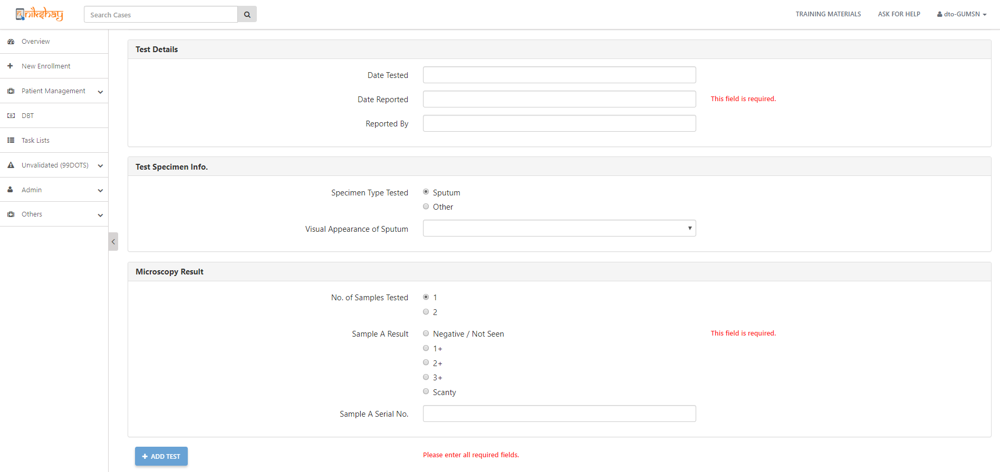 nikshay
Search Cases
TRAINING MATERIALS
ASK FOR HELP
dto-GUMSN
Overview
New Enrollment
Patient Management
DBT
Task Lists
Unvalidated (99DOTS)
Admin
Others
Test Details
Date Tested
Date Reported
This field is required.
Reported By
Test Specimen Info.
Specimen Type Tested
Sputum
Other
Visual Appearance of Sputum
Microscopy Result
No. of Samples Tested
1
2
Sample A Result
Negative / Not Seen
This field is required.
1+
2+
3+
Scanty
Sample A Serial No.
ADD TEST
Please enter all required fields.